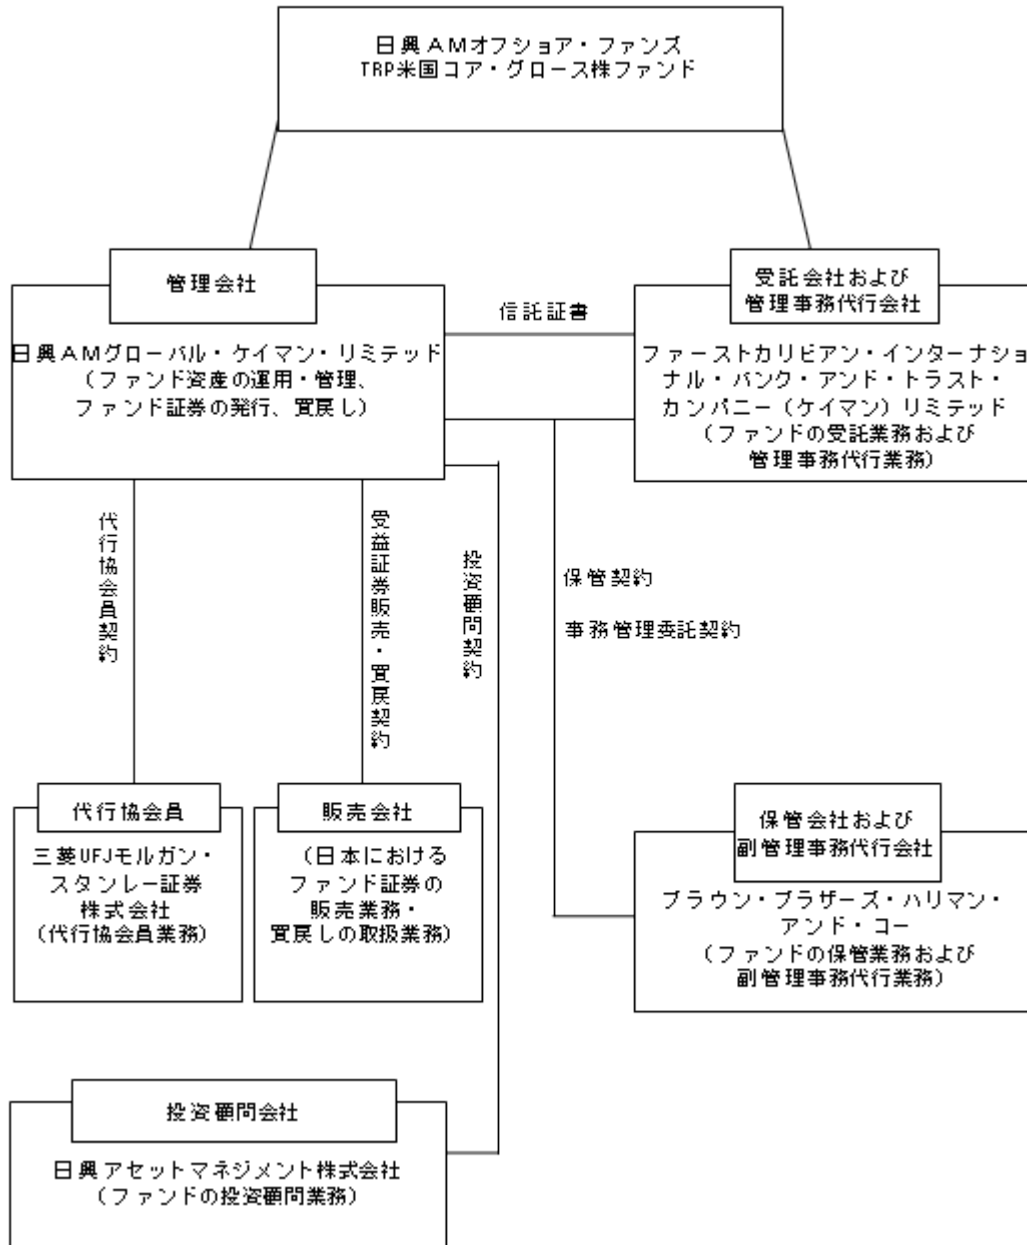 日興AMオフショア・ファンズ
TRP米国コア・グロース株ファンド
管理会社
日興AMグローバル・ケイマン・リミテッド
(ファンド資産の運用・管理、
ファンド証券の発行、買戻し)
信託証書
受託会社および
管理事務代行会社
ファーストカリビアン・インターナショ
ナル・バンク・アンド・トラスト・
カンパニー(ケイマン)リミテッド
(ファンドの受託業務および
管理事務代行業務)
代行協会員契約
受益証券販売・買戻契約
投資顧問契約
保管契約
事務管理委託契約
代行協会員
三菱UFJモルガン・
スタンレー証券
株式会社
(代行協会員業務)
販売会社
(日本における
ファンド証券の
販売業務・
買戻しの取扱業務)
保管会社および
副管理事務代行会社
ブラウン・ブラザーズ・ハリマン・
アンド・コー
(ファンドの保管業務および
副管理事務代行業務)
投資顧問会社
日興アセットマネジメント株式会社
(ファンドの投資顧問業務)